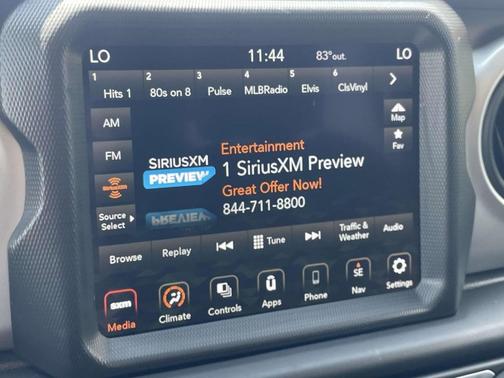 LO 11:44 83°out. LO
1 2 3 4 5 6
Hits 1 80s on 8 Pulse MLBRadio Elvis ClsVinyl
AM
Map
FM
Fav
SIRIUSXM
PREVIEW
Entertainment
1 SiriusXM Preview
Great Offer Now!
844-711-8800
Source
Select
Browse Replay Tune Traffic & Weather Audio
SE
sxm
Media Climate Controls Apps Phone Nav Settings